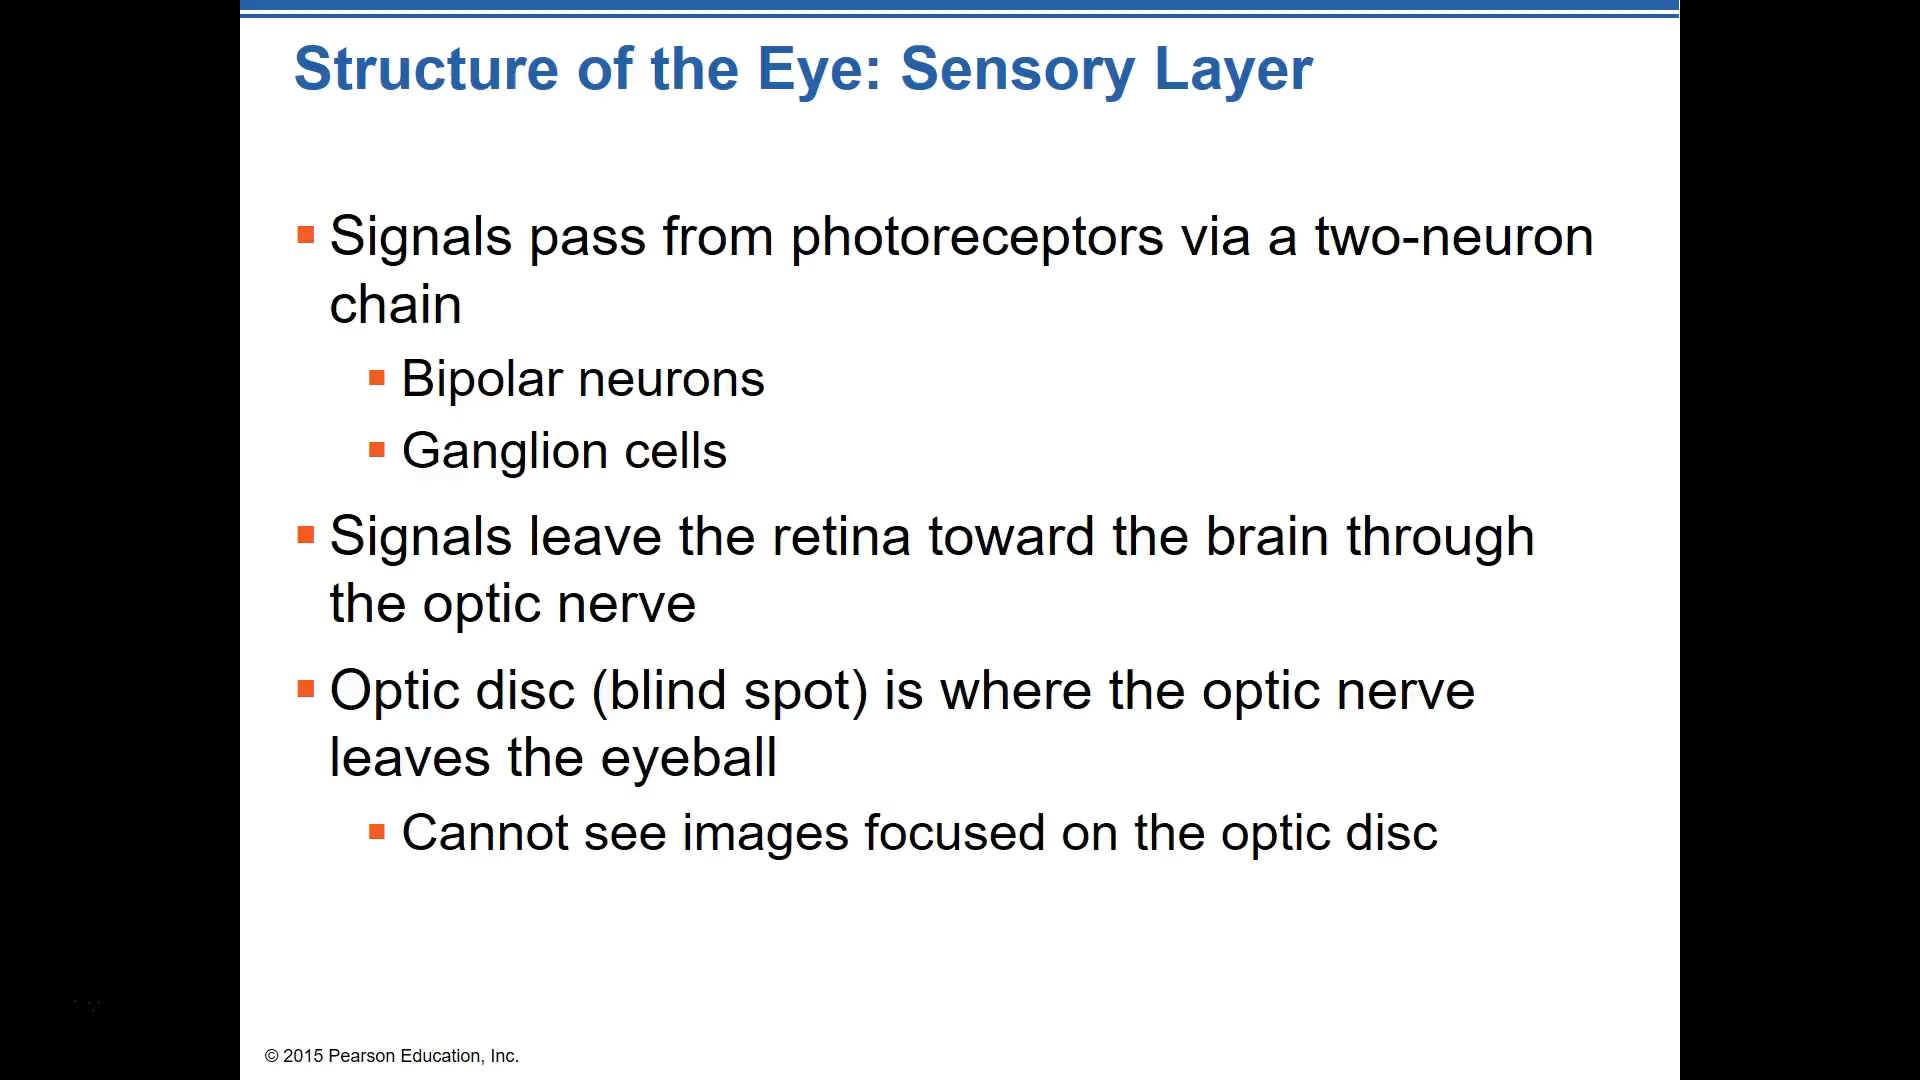 Structure of the Eye: Sensory Layer
Signals pass from photoreceptors via a two-neuron
chain
Bipolar neurons
Ganglion cells
Signals leave the retina toward the brain through
the optic nerve
Optic disc (blind spot) is where the optic nerve
leaves the eyeball
Cannot see images focused on the optic disc
© 2015 Pearson Education, Inc.